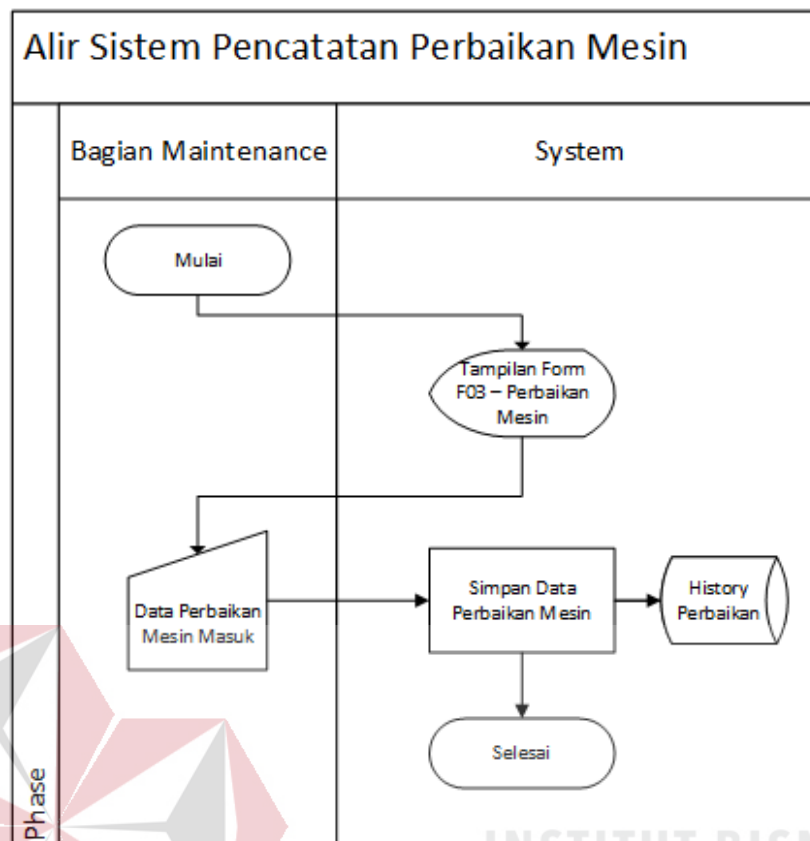 Alir Sistem Pencatatan Perbaikan Mesin
Bagian Maintenance
System
Mulai
Tampilan Form
F03 – Perbaikan
Mesin
Data Perbaikan
Mesin Masuk
Simpan Data
Perbaikan Mesin
History
Perbaikan
Selesai
Phase